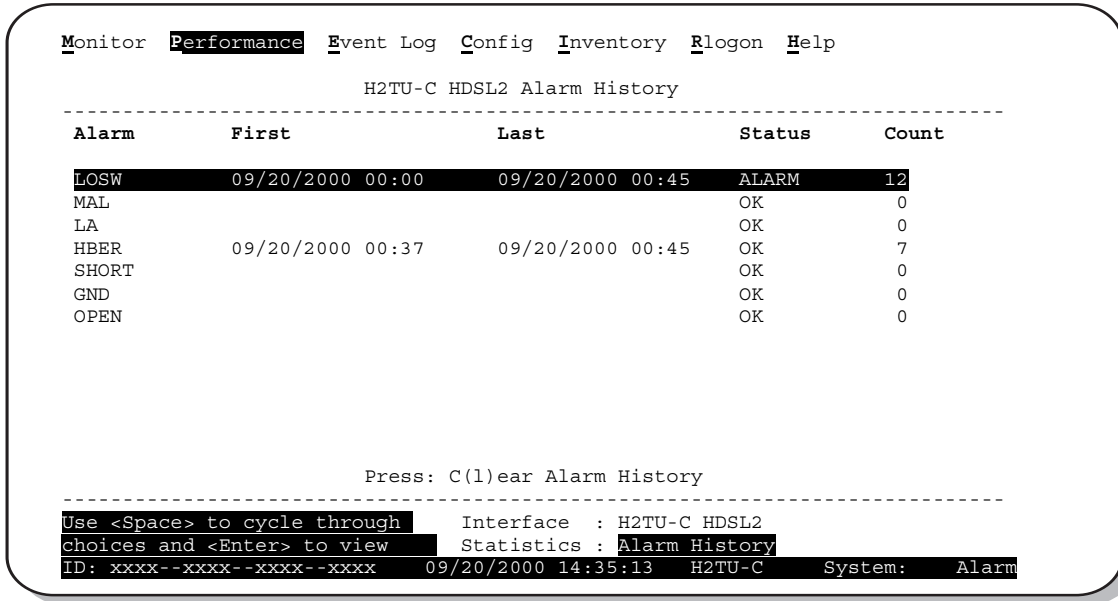 Monitor Performance Event Log Config Inventory Rlogon Help
H2TU-C HDSL2 Alarm History
--------------------------------------------------------------------------------
Alarm First Last Status Count
LOSW 09/20/2000 00:00 09/20/2000 00:45 ALARM 12
MAL OK 0
LA OK 0
HBER 09/20/2000 00:37 09/20/2000 00:45 OK 7
SHORT OK 0
GND OK 0
OPEN OK 0
Press: C(l)ear Alarm History
--------------------------------------------------------------------------------
Use <Space> to cycle through Interface : H2TU-C HDSL2
choices and <Enter> to view Statistics : Alarm History
ID: xxxx--xxxx--xxxx--xxxx 09/20/2000 14:35:13 H2TU-C System: Alarm